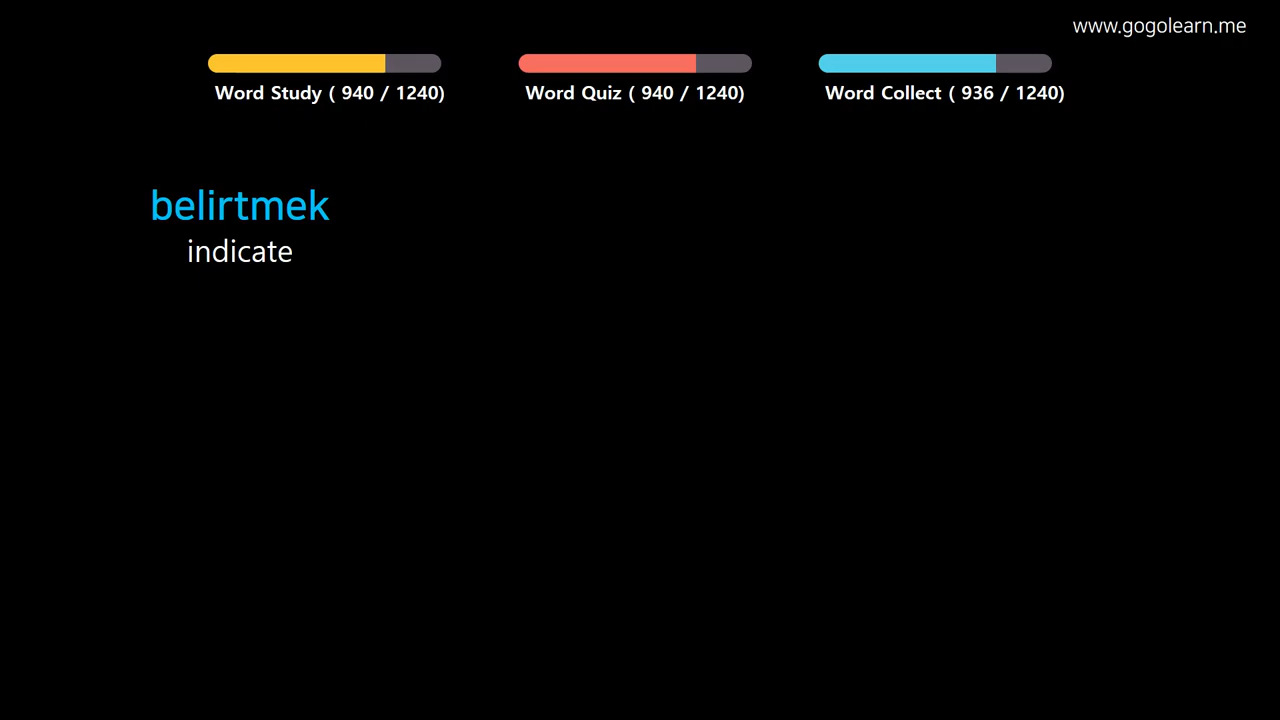 www.gogolearn.me
Word Study ( 940 / 1240)
Word Quiz ( 940 / 1240)
Word Collect ( 936 / 1240)
belirtmek
indicate